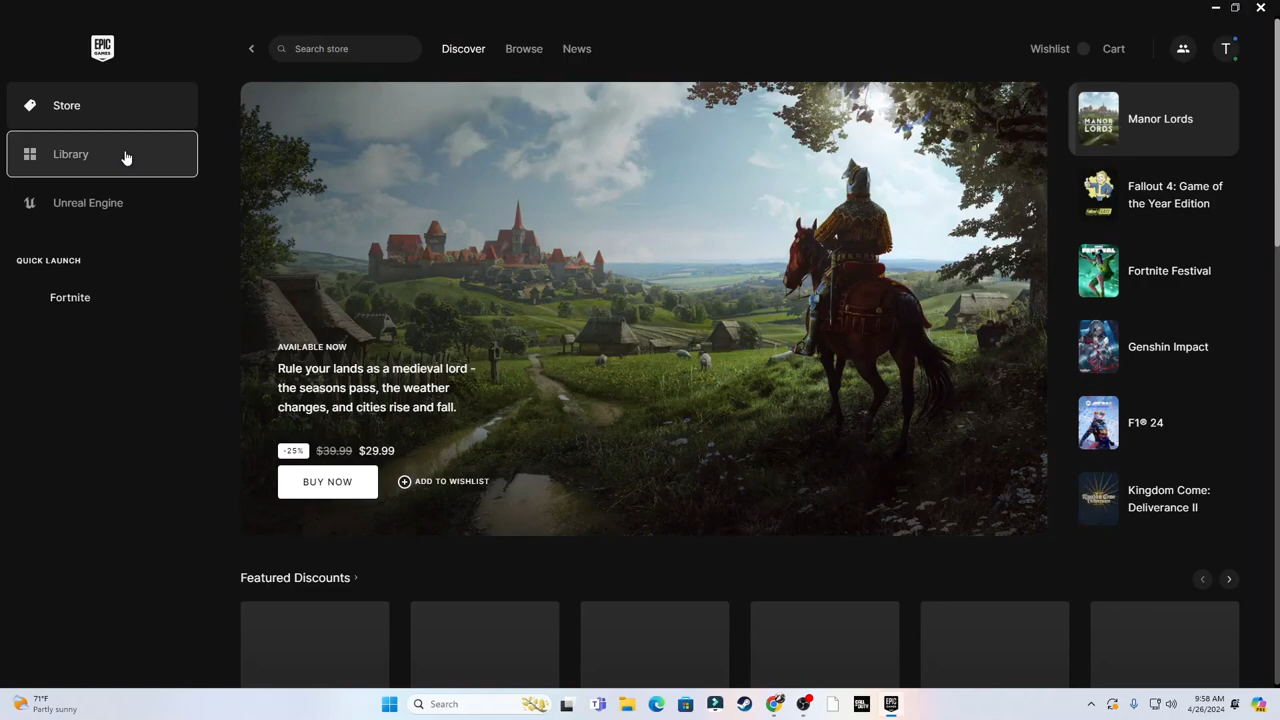 EPIC
GAMES
Search store
Discover
Browse
News
Wishlist
Cart
T
Store
Library
Unreal Engine
QUICK LAUNCH
Fortnite
AVAILABLE NOW
Rule your lands as a medieval lord -
the seasons pass, the weather
changes, and cities rise and fall.
-25% $39.99 $29.99
BUY NOW
ADD TO WISHLIST
MANOR
LORDS
Manor Lords
Fallout 4: Game of
the Year Edition
Fortnite Festival
Genshin Impact
F1® 24
Kingdom Come:
Deliverance II
Featured Discounts
71°F
Partly sunny
Search
9:58 AM
4/26/2024